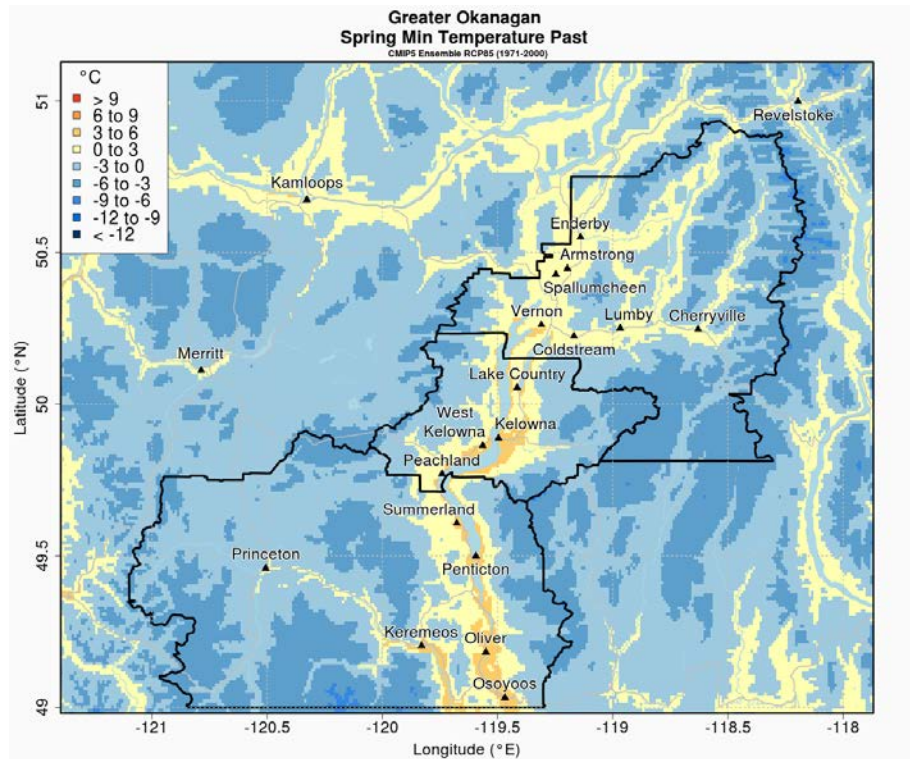 Greater Okanagan
Spring Min Temperature Past
CMIP5 Ensemble RCP85 (1971-2000)
°C
> 9
6 to 9
3 to 6
0 to 3
-3 to 0
-6 to -3
-9 to -6
-12 to -9
< -12
Revelstoke
Kamloops
Enderby
Armstrong
Spallumcheen
Vernon
Lumby
Cherryville
Coldstream
Merritt
Lake Country
West
Kelowna
Kelowna
Peachland
Summerland
Princeton
Penticton
Keremeos
Oliver
Osoyoos
51
50.5
50
49.5
49
Latitude (°N)
-121
-120.5
-120
-119.5
-119
-118.5
-118
Longitude (°E)